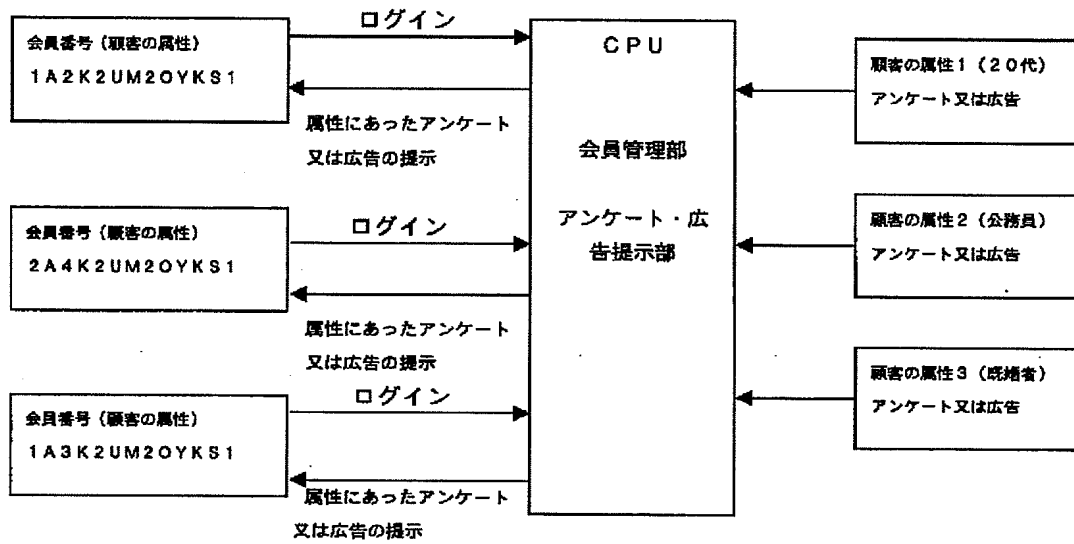 会員番号（顧客の属性）
１Ａ２Ｋ２ＵＭ２ＯＹＫＳ１
ログイン
属性にあったアンケート
又は広告の提示
会員番号（顧客の属性）
２Ａ４Ｋ２ＵＭ２ＯＹＫＳ１
ログイン
属性にあったアンケート
又は広告の提示
会員番号（顧客の属性）
１Ａ３Ｋ２ＵＭ２ＯＹＫＳ１
ログイン
属性にあったアンケート
又は広告の提示
ＣＰＵ
会員管理部
アンケート・広
告提示部
顧客の属性１（２０代）
アンケート又は広告
顧客の属性２（公務員）
アンケート又は広告
顧客の属性３（既婚者）
アンケート又は広告